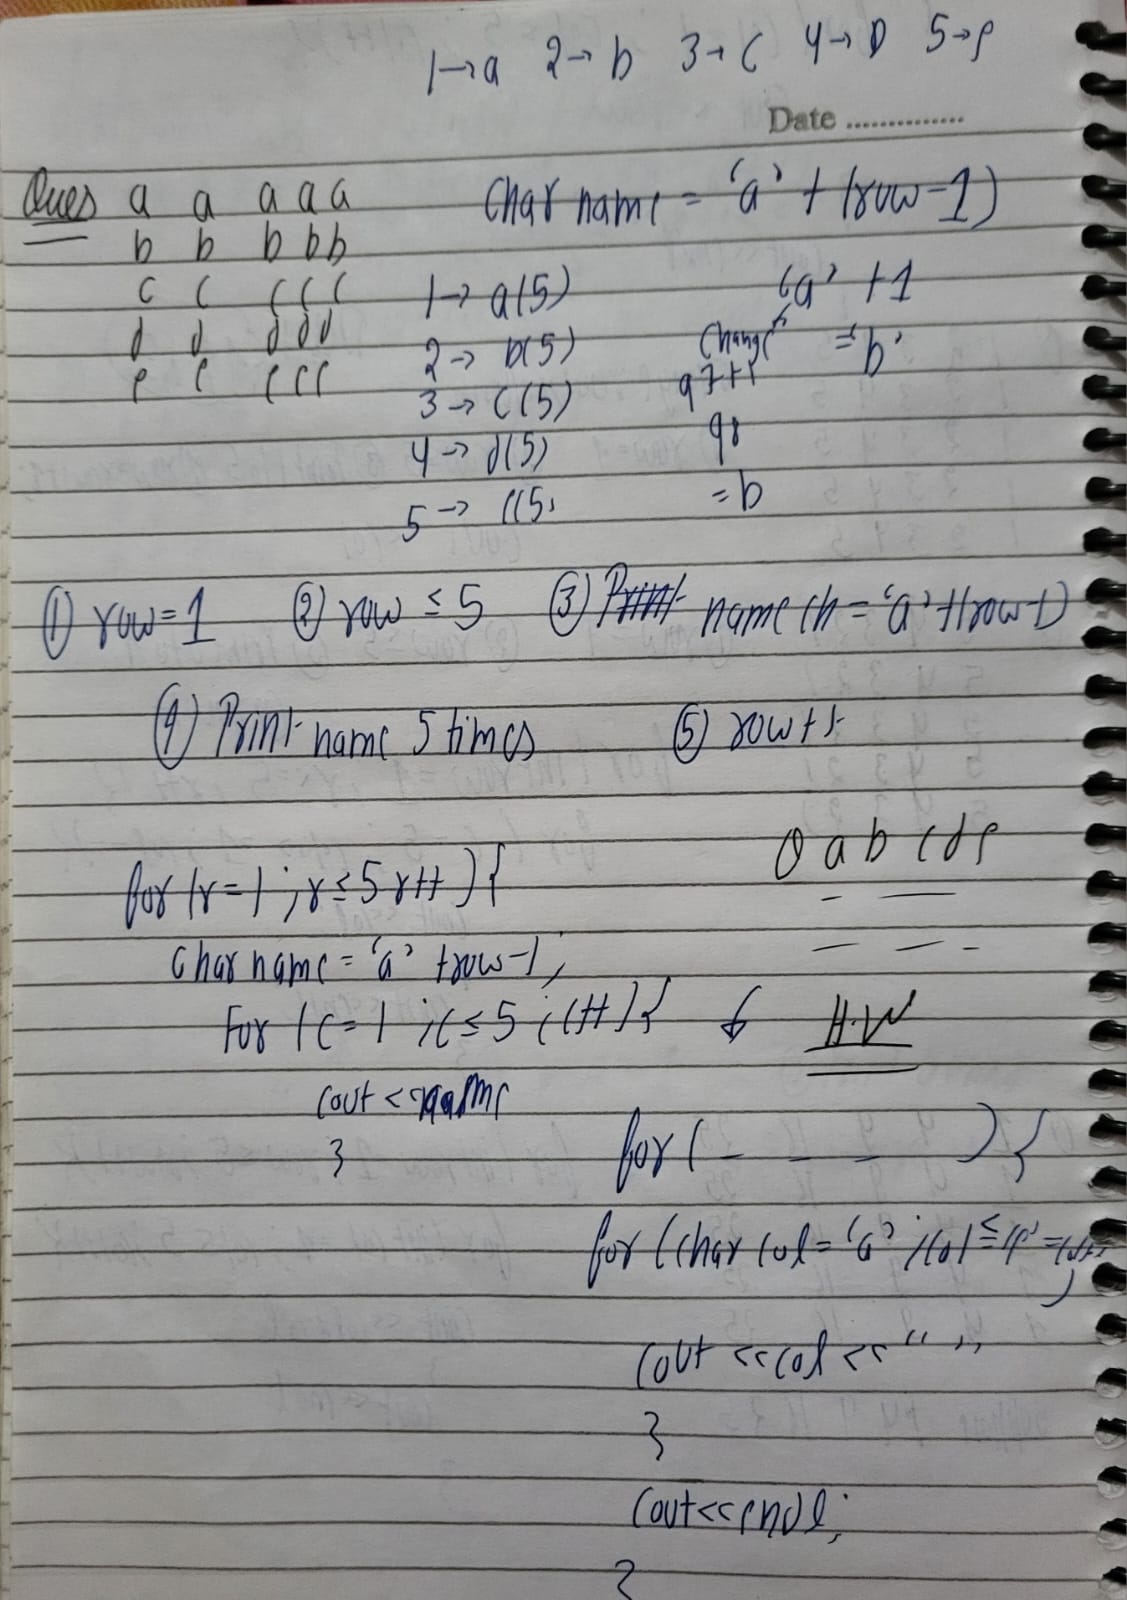 1→a 2→b 3→c 4→D 5→e
Date ..............
Ques a a a a a
b b b b b
c c c c c
d d d d d
e e e e e
char name = 'a' + (row-1)
1→ a(5)
2→ b(5)
3→ c(5)
4→ d(5)
5→ e(5)
'a' + 1
change = 'b'
97+1
98
= b
① row=1 ② row ≤ 5 ③ Print name ch = 'a' + (row-1)
④ Print name 5 times ⑤ row++
for (r=1 ; r≤5 r++ ) {
char name = 'a' + row-1;
For (c=1 ; c≤5 ; c++) {
cout << name
}
a b c d e
_ _ _
_ _ _
H.W
for ( _ _ _ ) {
for (char col = 'a' ; col ≤
cout << col << " "
}
cout<<endl;
}